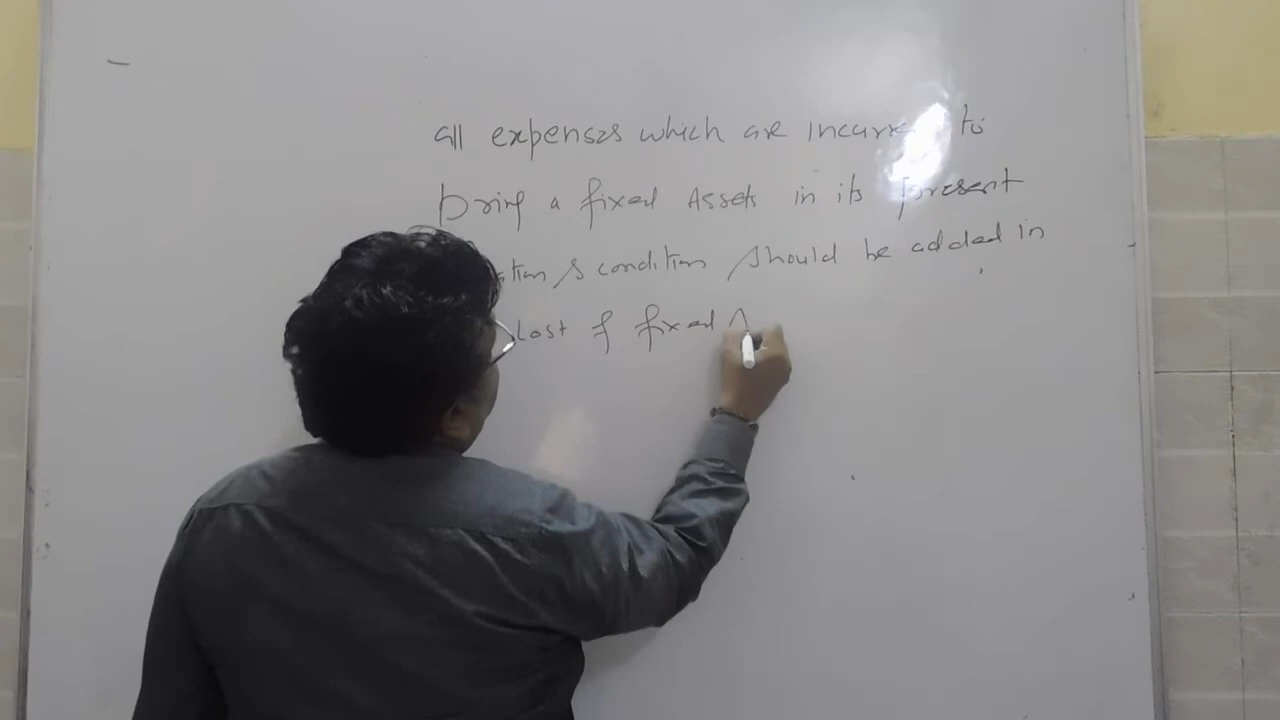 all expenses which are incurred to
bring a fixed Assets in its present
condition should be added in
Cost of fixed